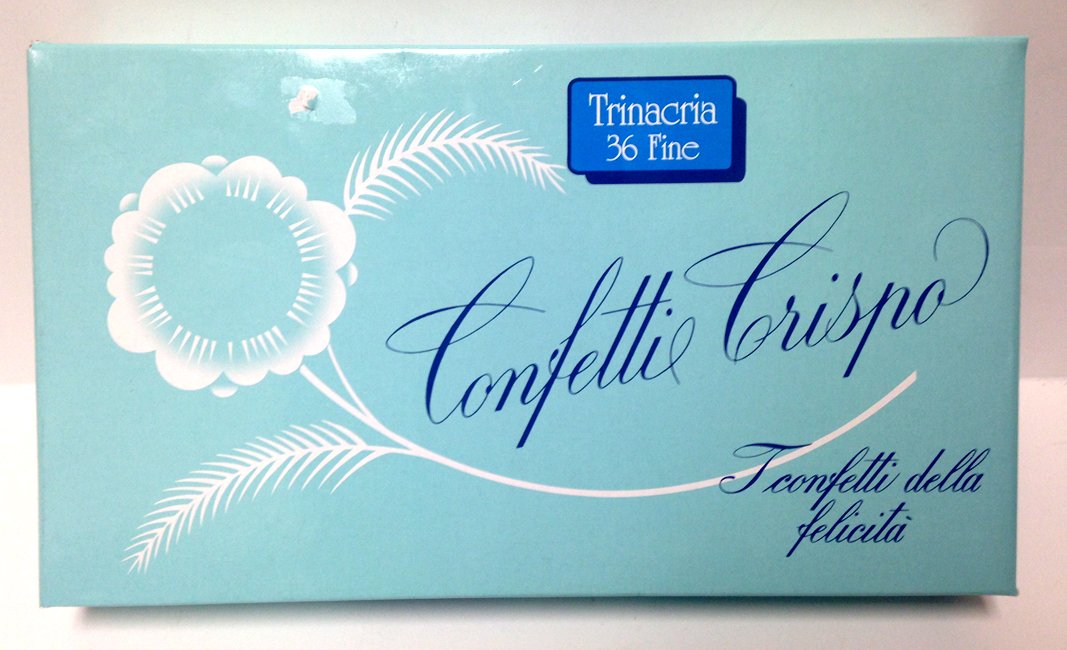 Trinacria
36 Fine
Confetti Crispo
I confetti della
felicità